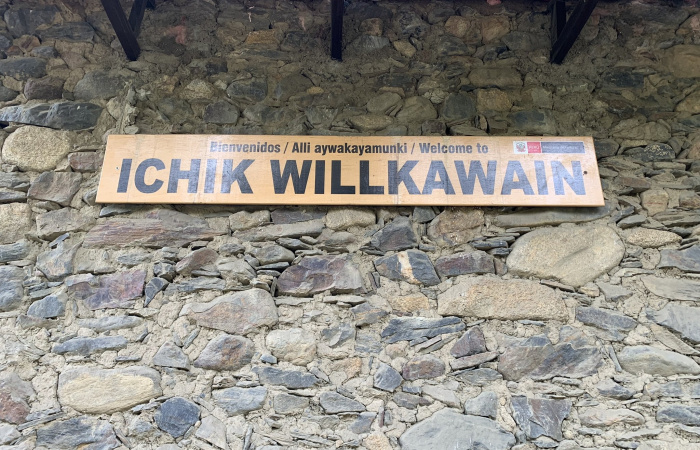 Bienvenidos / Alli aywakayamunki / Welcome to
ICHIK WILLKAWAIN